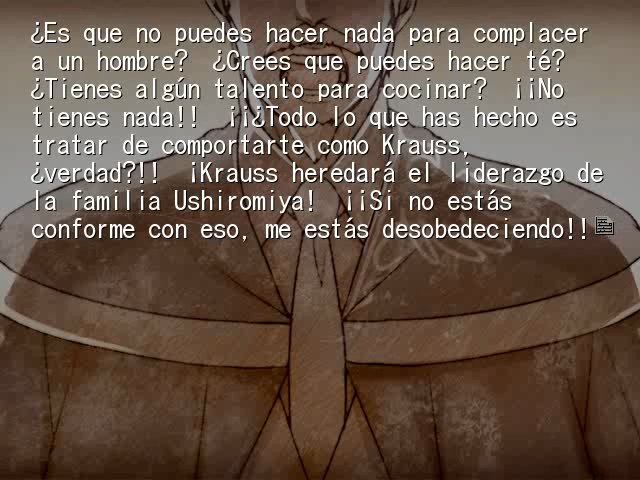 ¿Es que no puedes hacer nada para complacer
a un hombre? ¿Crees que puedes hacer té?
¿Tienes algún talento para cocinar? ¡¡No
tienes nada!! ¡¡¿Todo lo que has hecho es
tratar de comportarte como Krauss,
¿verdad?!! ¡Krauss heredará el liderazgo de
la familia Ushiromiya! ¡¡Si no estás
conforme con eso, me estás desobedeciendo!!